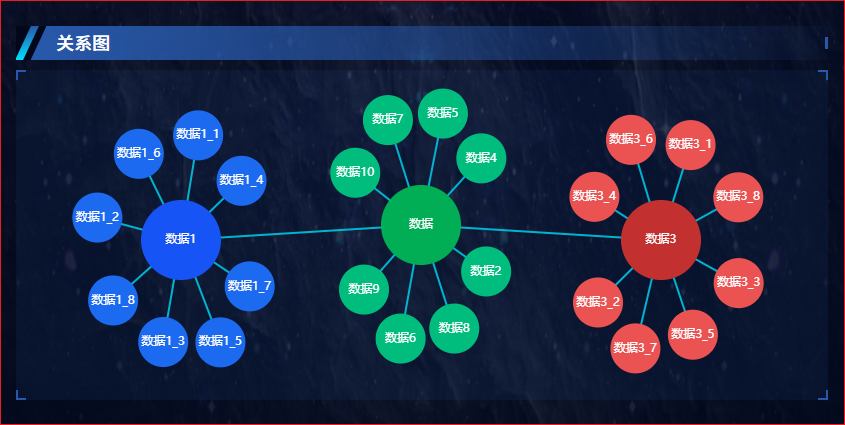 关系图
数据1_1
数据1_6
数据1_4
数据1_2
数据1
数据1_7
数据1_8
数据1_3
数据1_5
数据7
数据5
数据10
数据4
数据
数据2
数据9
数据6
数据8
数据3_6
数据3_1
数据3_4
数据3_8
数据3
数据3_3
数据3_2
数据3_5
数据3_7